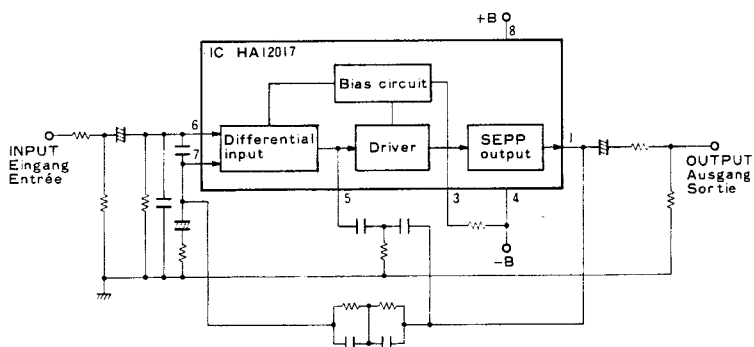 +B
8
IC HA12017
Bias circuit
INPUT
Eingang
Entrée
6
7
Differential
input
Driver
SEPP
output
1
OUTPUT
Ausgang
Sortie
5
3
4
-B